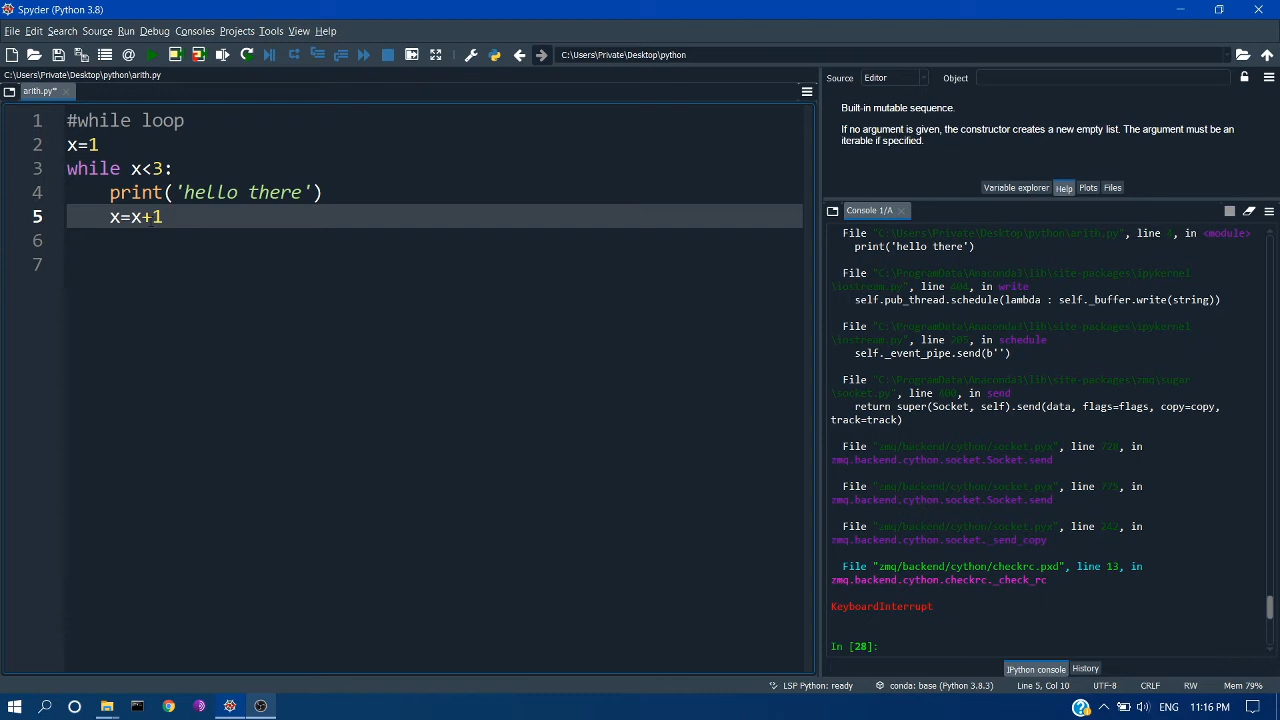 Spyder (Python 3.8)
File Edit Search Source Run Debug Consoles Projects Tools View Help
C:\Users\Private\Desktop\python
C:\Users\Private\Desktop\python\arith.py
arith.py*
1 #while loop
2 x=1
3 while x<3:
4 print('hello there')
5 x=x+1
6
7
Source Editor Object
Built-in mutable sequence.
If no argument is given, the constructor creates a new empty list. The argument must be an
iterable if specified.
Variable explorer Help Plots Files
Console 1/A
File "C:\Users\Private\Desktop\python\arith.py", line 4, in <module>
print('hello there')
File "C:\ProgramData\Anaconda3\lib\site-packages\ipykernel
\iostream.py", line 404, in write
self.pub_thread.schedule(lambda : self._buffer.write(string))
File "C:\ProgramData\Anaconda3\lib\site-packages\ipykernel
\iostream.py", line 205, in schedule
self._event_pipe.send(b'')
File "C:\ProgramData\Anaconda3\lib\site-packages\zmq\sugar
\socket.py", line 400, in send
return super(Socket, self).send(data, flags=flags, copy=copy,
track=track)
File "zmq/backend/cython/socket.pyx", line 728, in
zmq.backend.cython.socket.Socket.send
File "zmq/backend/cython/socket.pyx", line 775, in
zmq.backend.cython.socket.Socket.send
File "zmq/backend/cython/socket.pyx", line 242, in
zmq.backend.cython.socket._send_copy
File "zmq/backend/cython/checkrc.pxd", line 13, in
zmq.backend.cython.checkrc._check_rc
KeyboardInterrupt
In [28]:
IPython console History
LSP Python: ready conda: base (Python 3.8.3) Line 5, Col 10 UTF-8 CRLF RW Mem 79%
ENG 11:16 PM